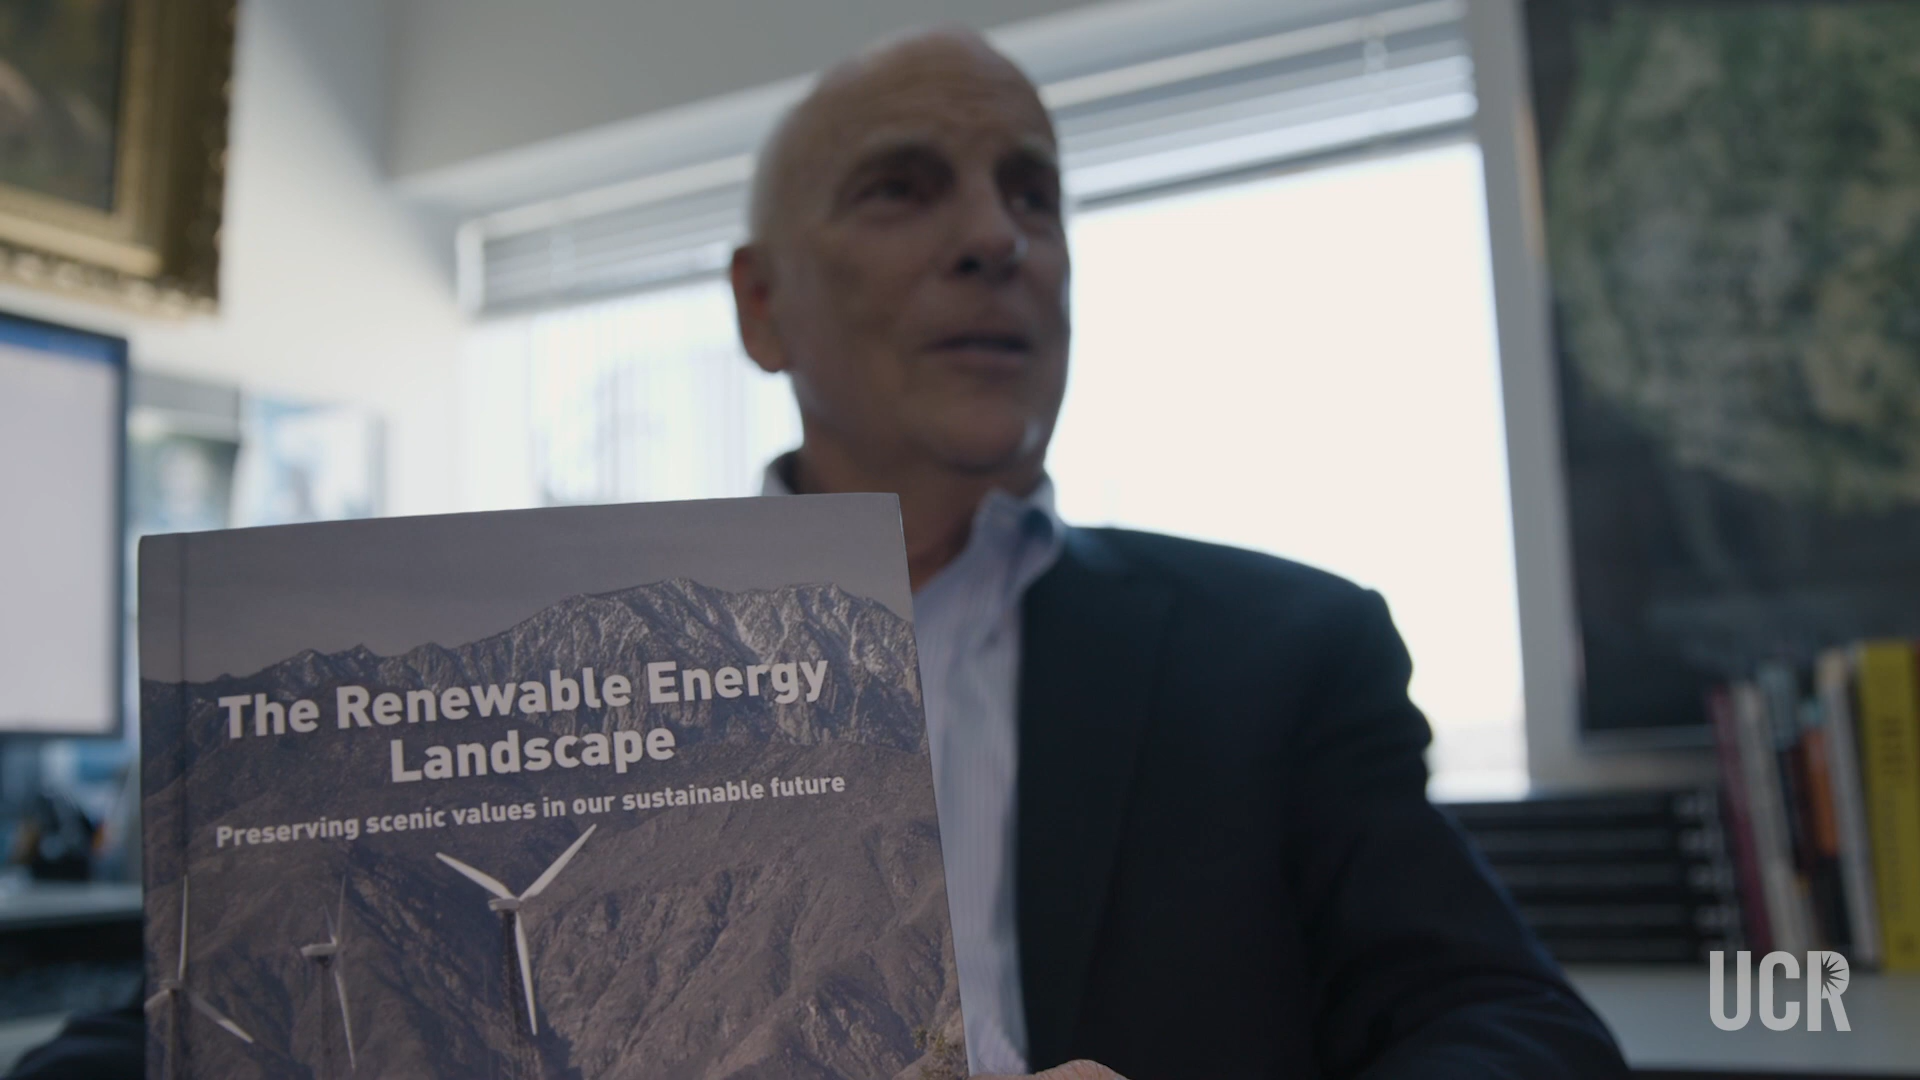 The Renewable Energy
Landscape
Preserving scenic values in our sustainable future
UCR